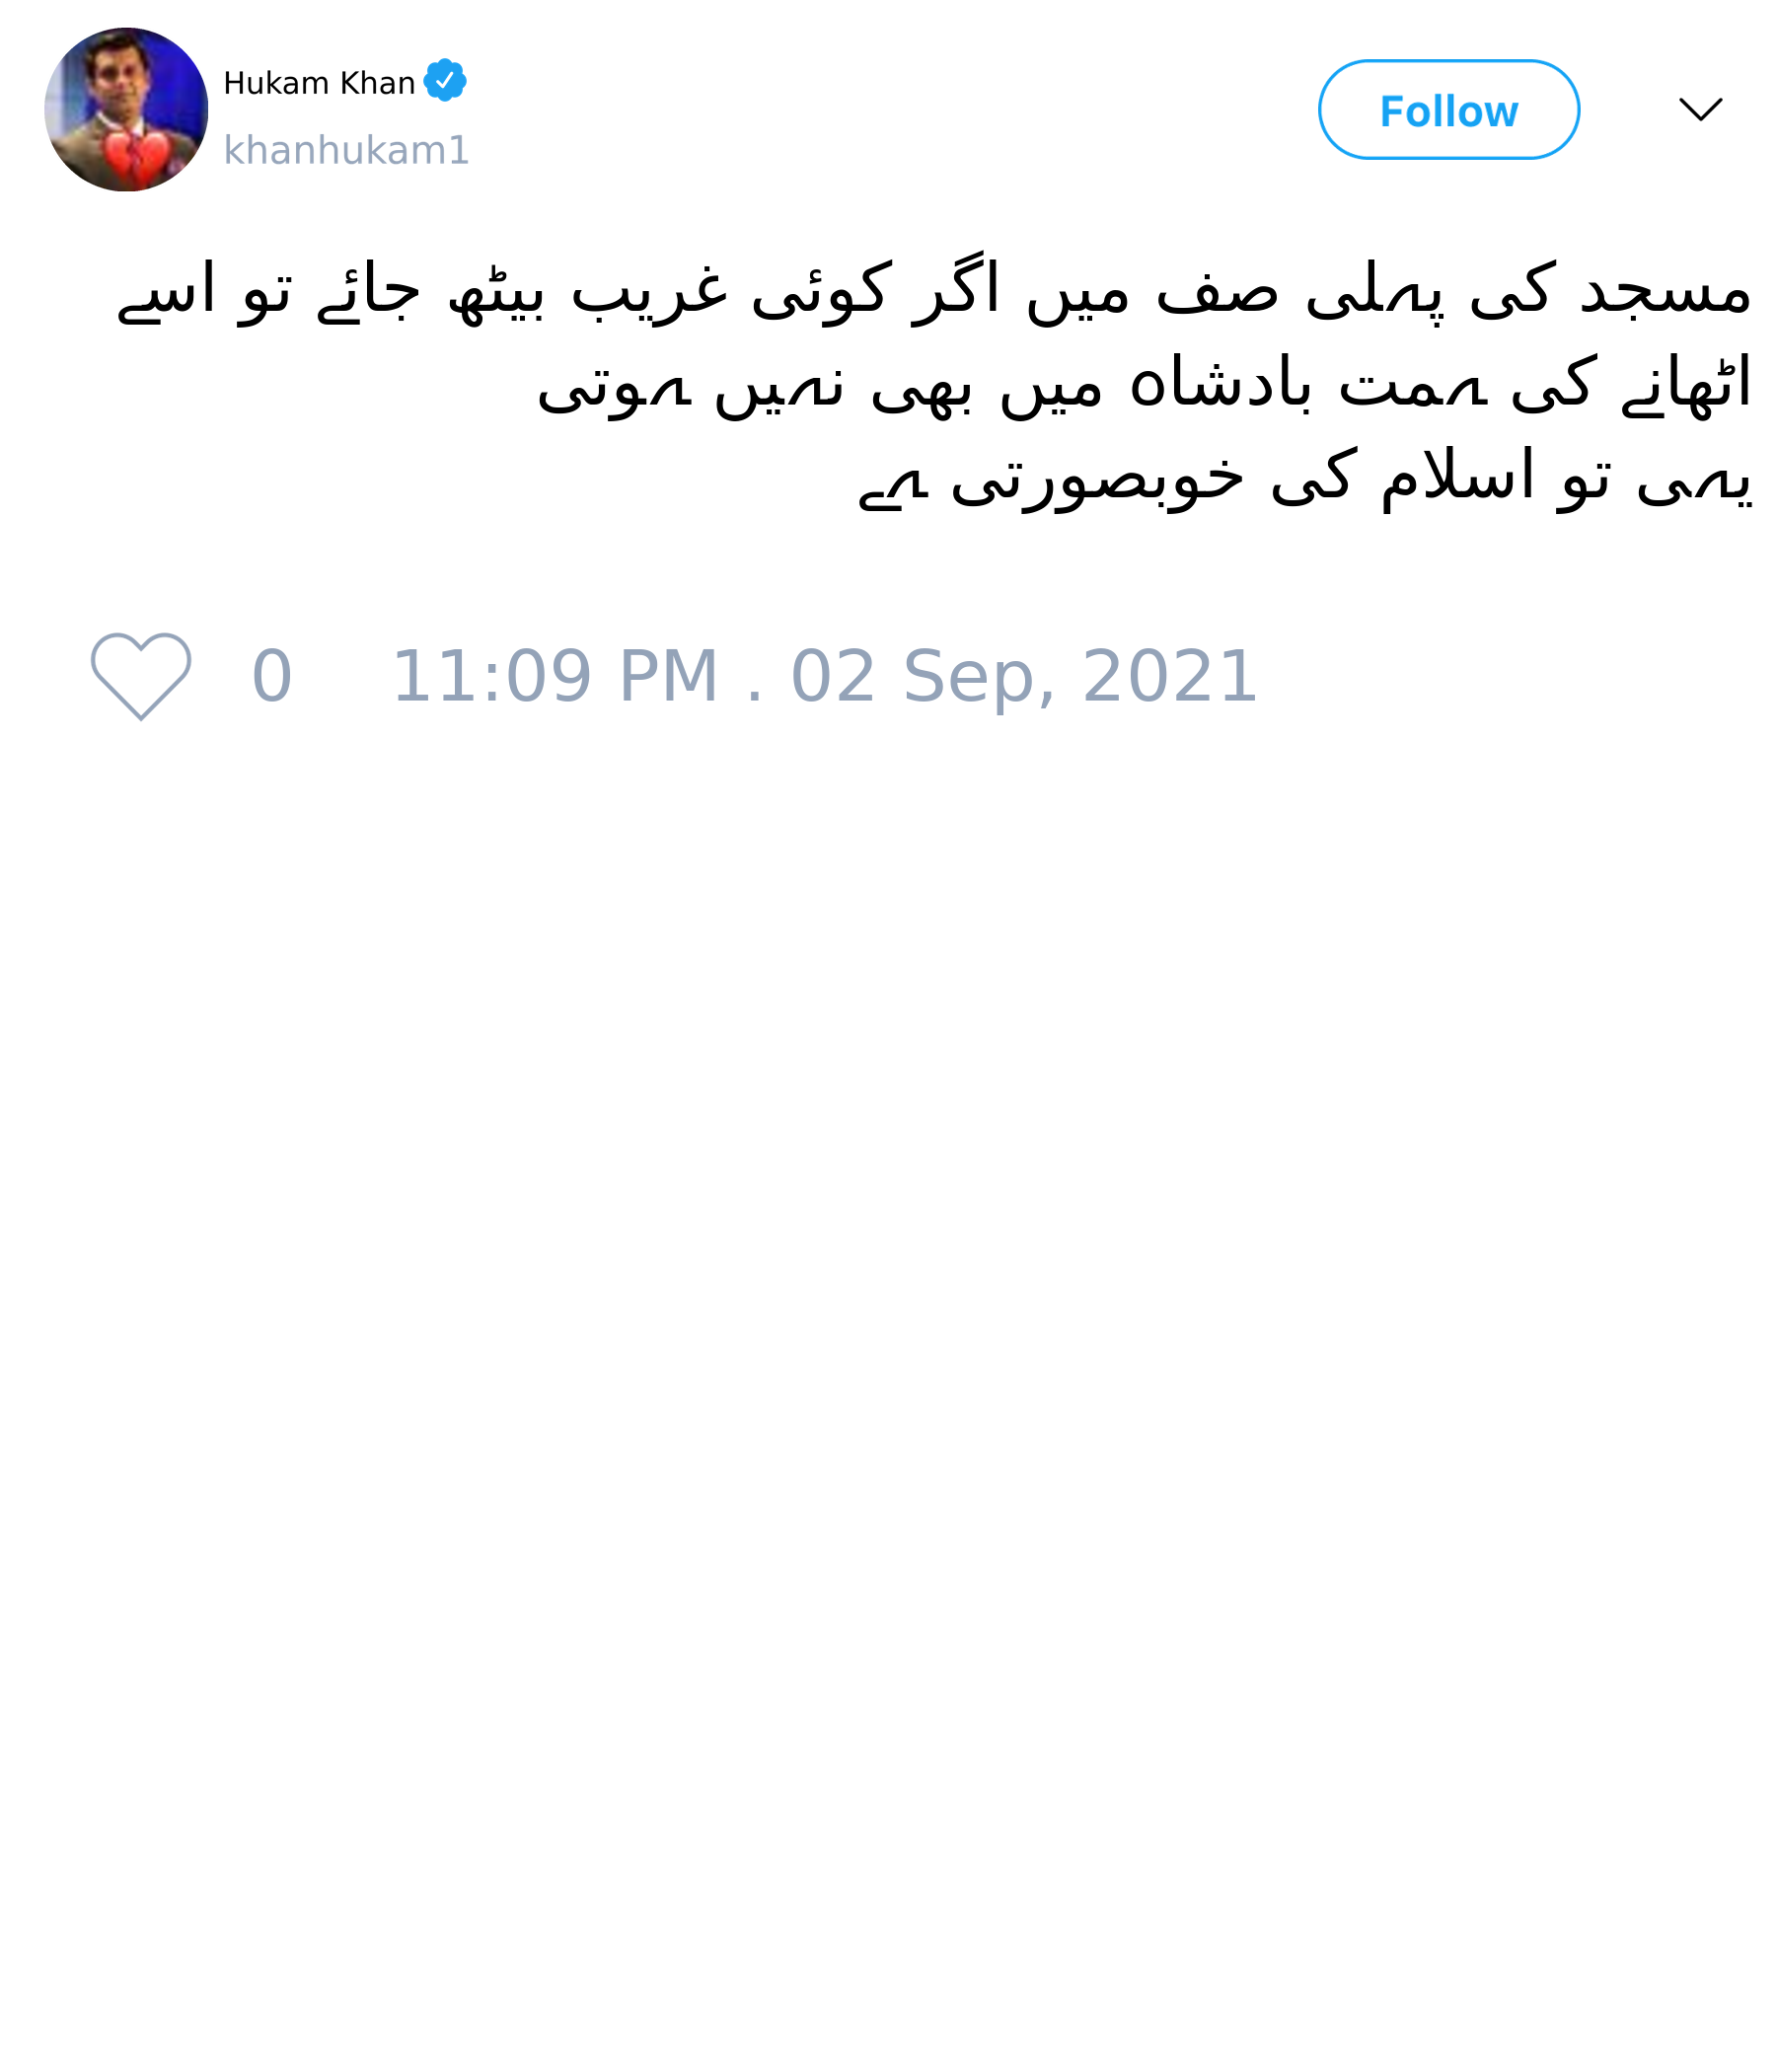 Hukam Khan
khanhukam1
Follow
مسجد کی پہلی صف میں اگر کوئی غریب بیٹھ جائے تو اسے
اٹھانے کی ہمت بادشاہ میں بھی نہیں ہوتی
یہی تو اسلام کی خوبصورتی ہے
0 11:09 PM . 02 Sep, 2021